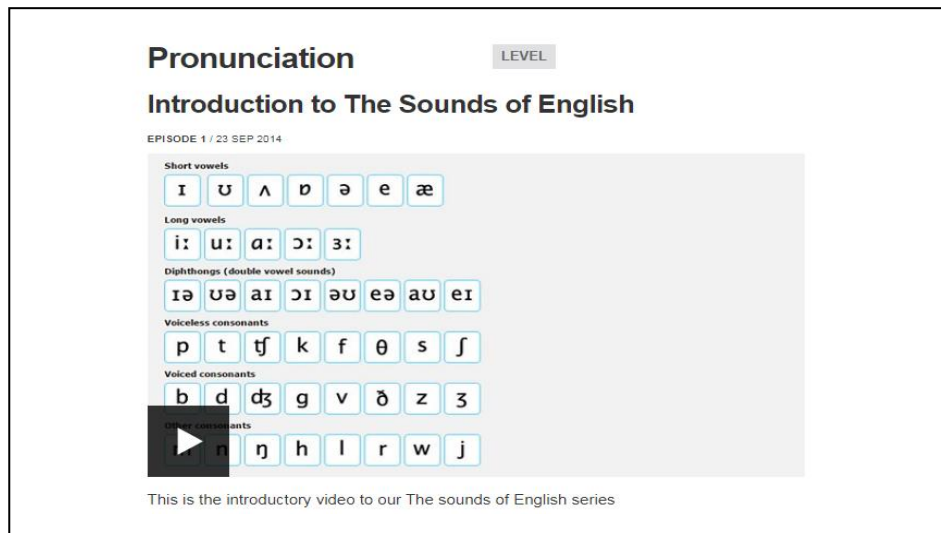 Pronunciation LEVEL
Introduction to The Sounds of English
EPISODE 1 / 23 SEP 2014
Short vowels
ɪ ʊ ʌ ɒ ə e æ
Long vowels
iː uː ɑː ɔː ɜː
Diphthongs (double vowel sounds)
ɪə ʊə aɪ ɔɪ əʊ eə aʊ eɪ
Voiceless consonants
p t ʧ k f θ s ʃ
Voiced consonants
b d ʤ g v ð z ʒ
Other consonants
m n ŋ h l r w j
This is the introductory video to our The sounds of English series